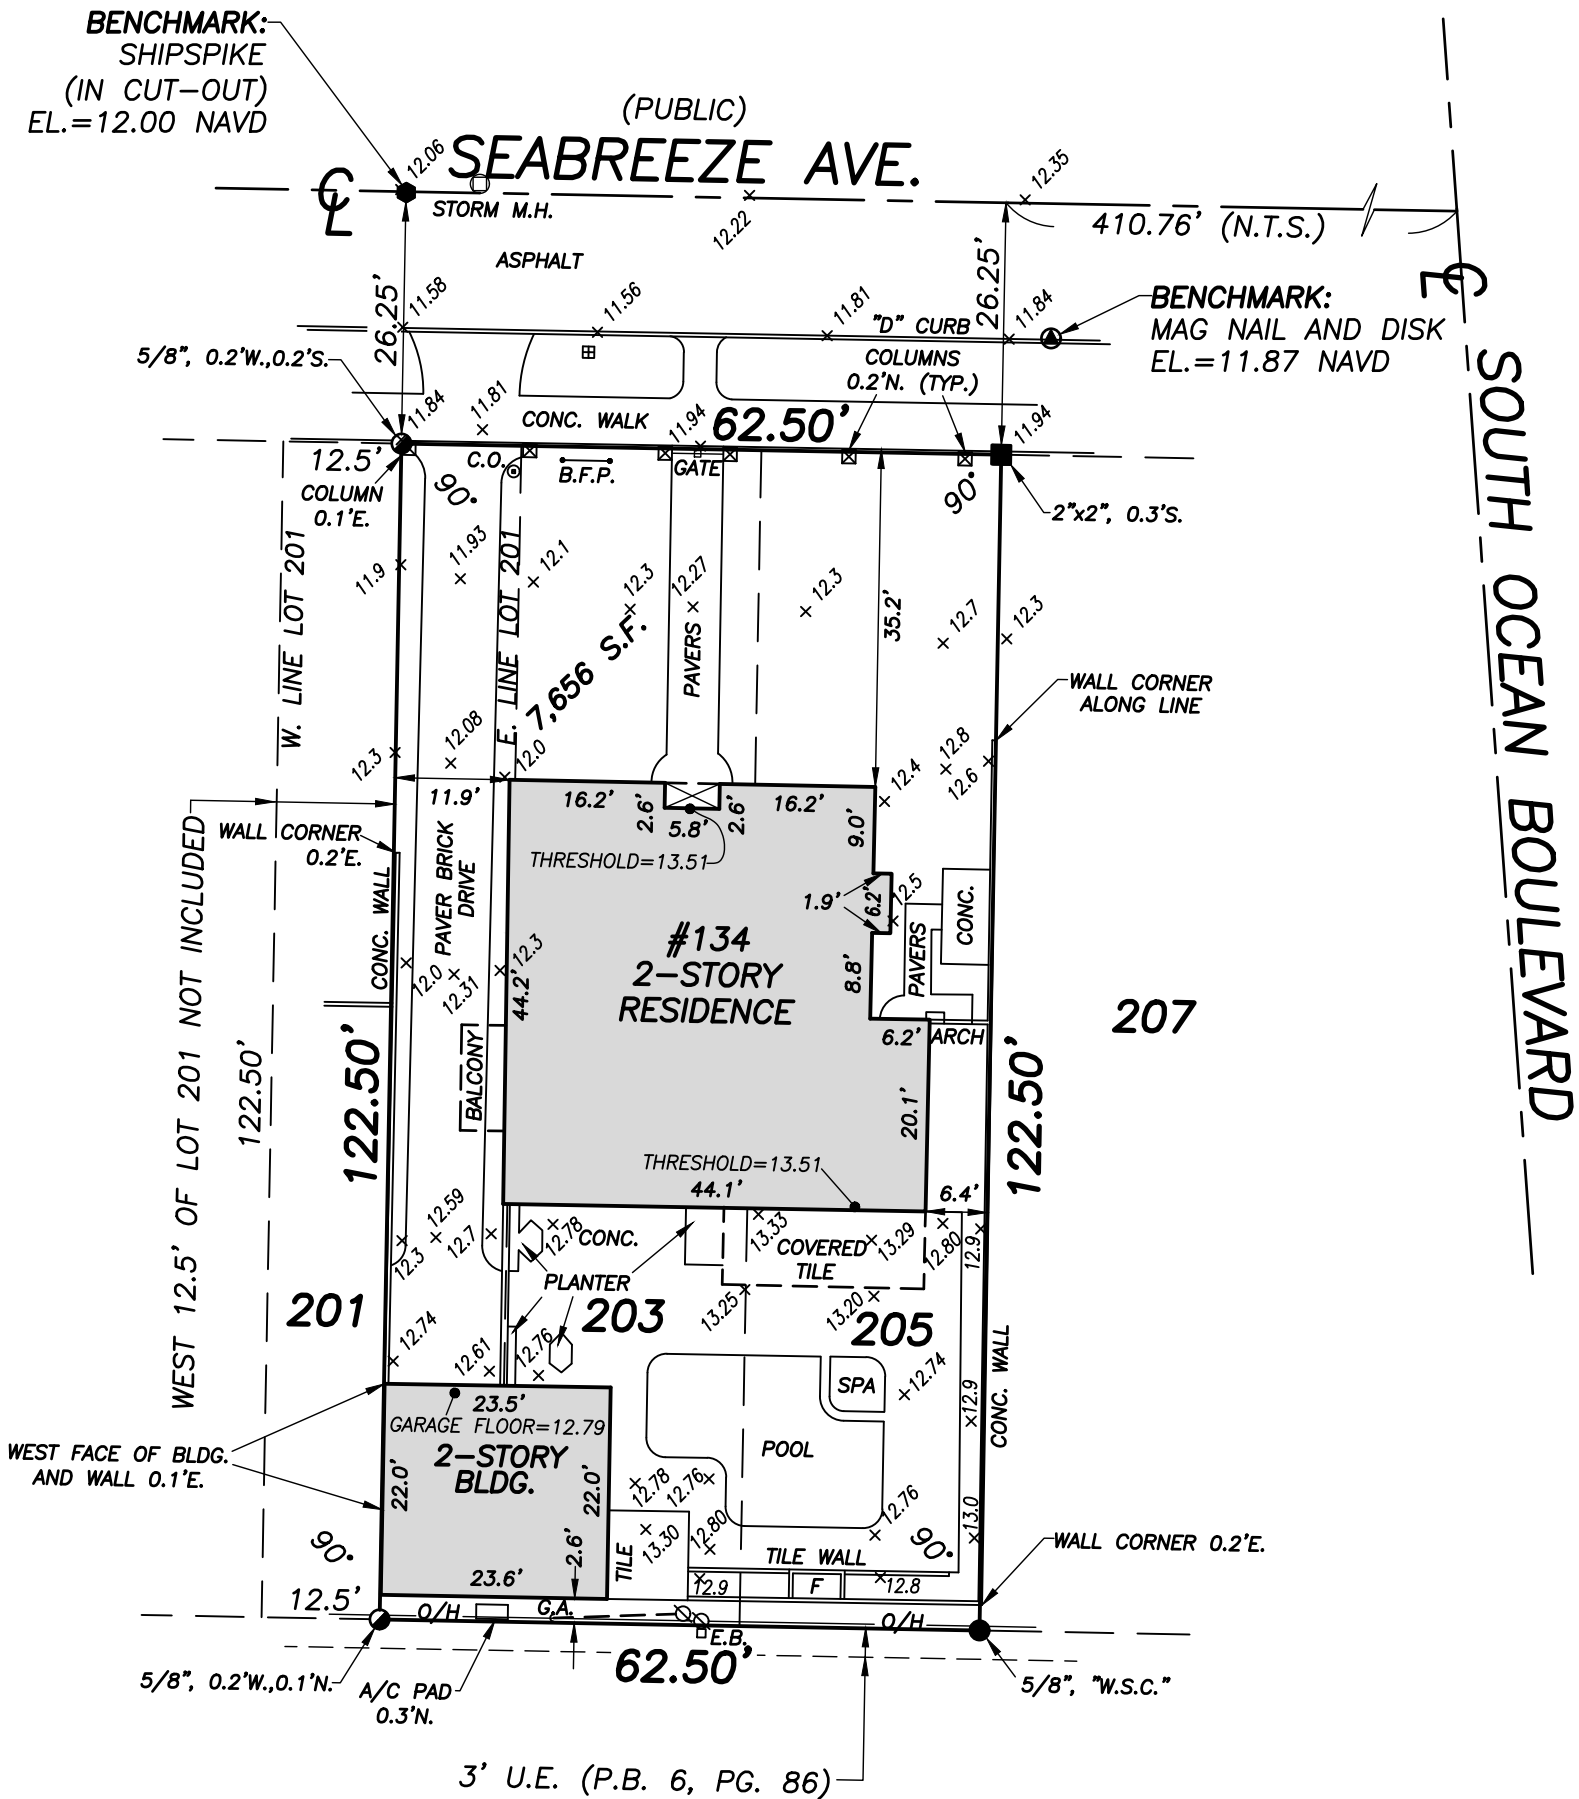 BENCHMARK:
SHIPSPIKE
(IN CUT-OUT)
EL.=12.00 NAVD
(PUBLIC)
SEABREEZE AVE.
12.06
12.35
℄
STORM M.H.
12.22
410.76' (N.T.S.)
ASPHALT
26.25'
26.25'
℄
11.58
11.56
11.81
11.84
"D" CURB
BENCHMARK:
MAG NAIL AND DISK
EL.=11.87 NAVD
5/8", 0.2'W.,0.2'S.
COLUMNS
0.2'N. (TYP.)
11.84
11.81
CONC. WALK
11.94
62.50'
11.94
SOUTH OCEAN BOULEVARD
12.5'
C.O.
B.F.P.
GATE
90°
90°
COLUMN
0.1'E.
2"x2", 0.3'S.
W. LINE LOT 201
E. LINE LOT 201
11.9
11.93
12.1
12.3
12.27
12.3
35.2'
12.7
12.3
PAVERS
7,656 S.F.
WALL CORNER
ALONG LINE
12.3
12.08
12.0
12.4
12.8
12.6
11.9'
16.2'
2.6'
5.8'
2.6'
16.2'
9.0'
WALL CORNER
0.2'E.
THRESHOLD=13.51
WEST 12.5' OF LOT 201 NOT INCLUDED
CONC. WALL
PAVER BRICK
DRIVE
1.9'
6.2'
12.5
CONC.
PAVERS
#134
2-STORY
RESIDENCE
12.0
12.31
12.3
44.2'
8.8'
6.2'
ARCH
207
122.50'
122.50'
BALCONY
122.50'
20.1'
THRESHOLD=13.51
44.1'
6.4'
12.59
12.7
12.3
12.78
CONC.
13.33
COVERED
TILE
13.29
12.80
12.9
PLANTER
201
203
205
13.25
13.20
12.74
12.61
12.76
12.74
SPA
CONC. WALL
12.9
23.5'
GARAGE FLOOR=12.79
2-STORY
BLDG.
WEST FACE OF BLDG.
AND WALL 0.1'E.
22.0'
22.0'
POOL
12.78
12.76
12.76
13.0
90°
2.6'
TILE
13.30
12.80
90°
TILE WALL
WALL CORNER 0.2'E.
23.6'
12.9
F
12.8
12.5'
O/H
G.A.
E.B.
O/H
62.50'
5/8", 0.2'W.,0.1'N.
A/C PAD
0.3'N.
5/8", "W.S.C."
3' U.E. (P.B. 6, PG. 86)